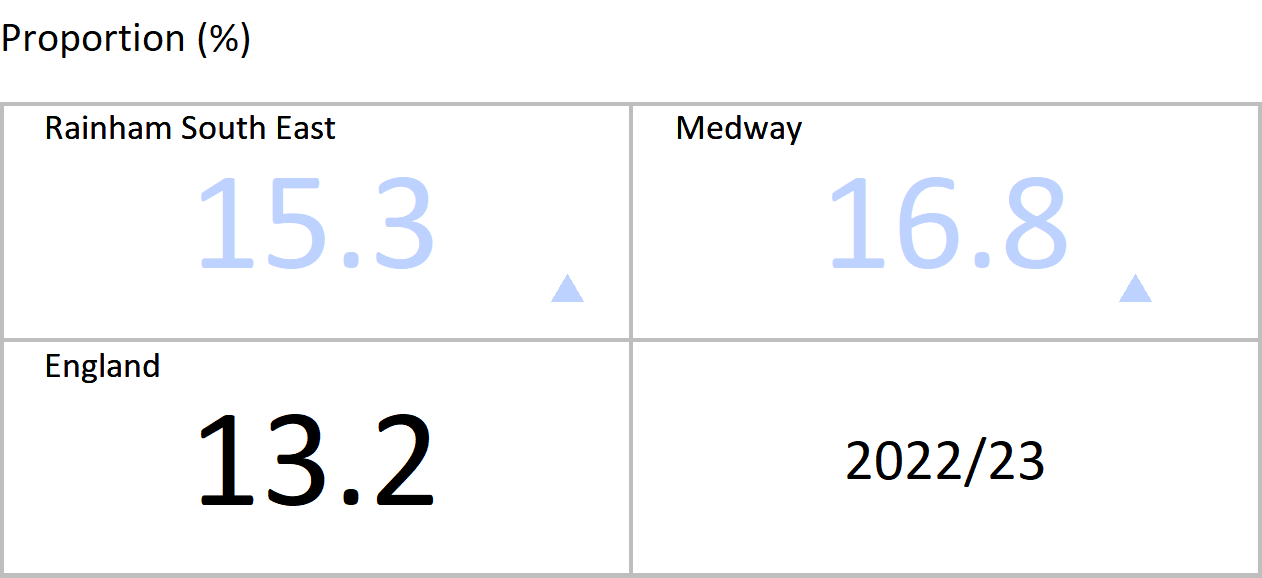 Proportion (%)
Rainham South East
15.3
Medway
16.8
England
13.2
2022/23